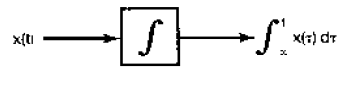 x(t) ∫ ∫ x(τ) dτ